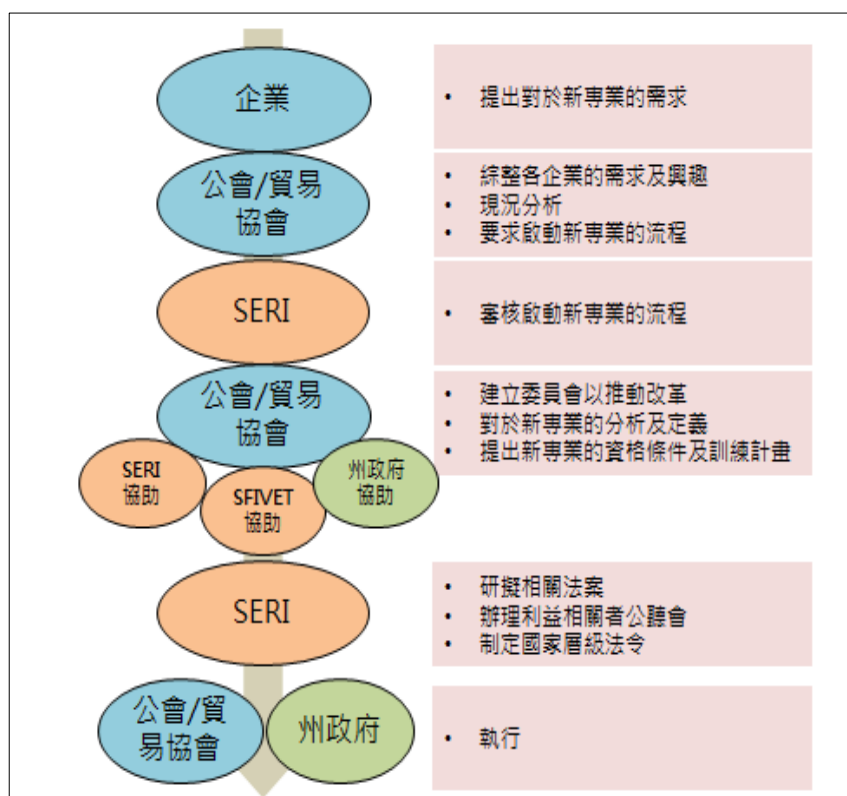 企業
• 提出對於新專業的需求
公會/貿易
協會
• 綜整各企業的需求及興趣
• 現況分析
• 要求啟動新專業的流程
SERI
• 審核啟動新專業的流程
公會/貿易
協會
• 建立委員會以推動改革
• 對於新專業的分析及定義
• 提出新專業的資格條件及訓練計畫
SERI
協助
SFIVET
協助
州政府
協助
SERI
• 研擬相關法案
• 辦理利益相關者公聽會
• 制定國家層級法令
公會/貿
易協會
州政府
• 執行